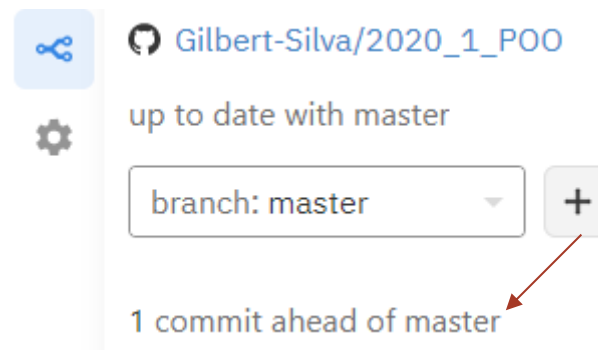 Gilbert-Silva/2020_1_POO
up to date with master
branch: master
+
1 commit ahead of master